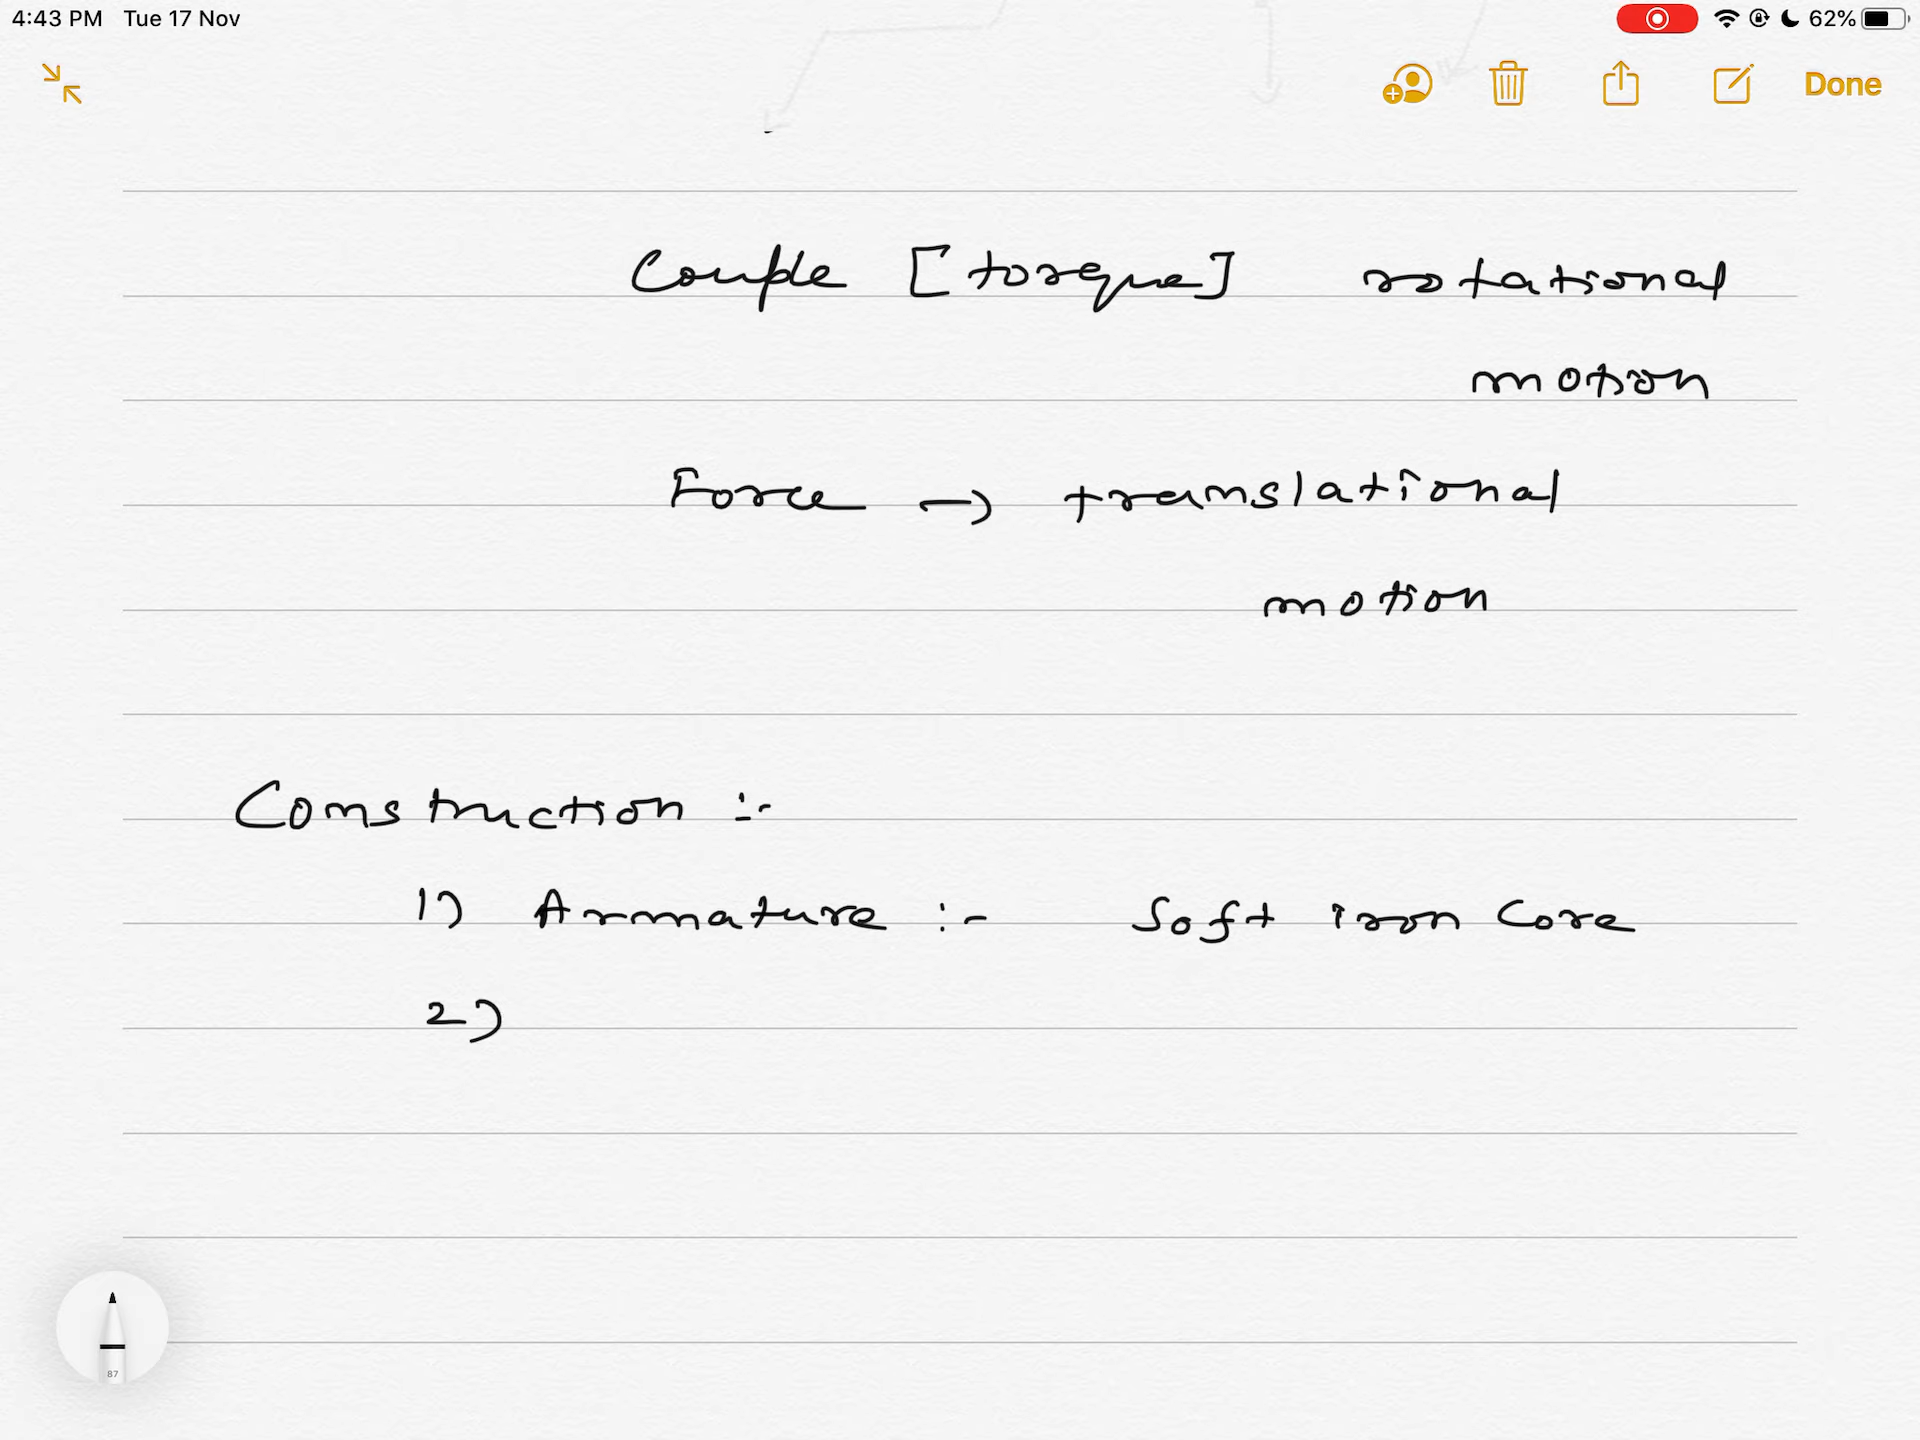 4:43 PM Tue 17 Nov 62%
Done
Couple [torque] rotational
motion
Force → translational
motion
Construction :-
1) Armature :- Soft iron Core
2)
87